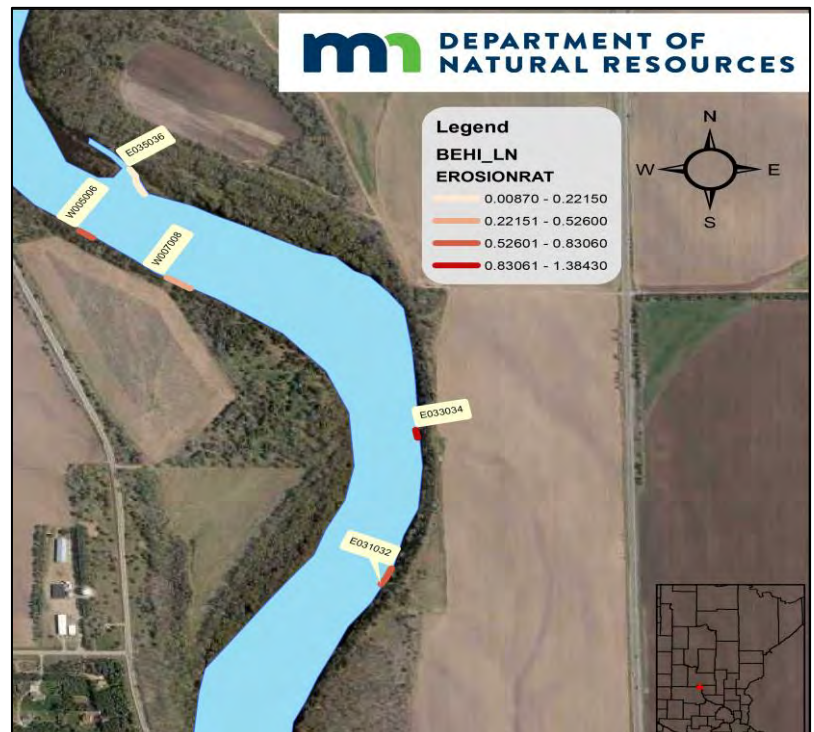 mn DEPARTMENT OF
NATURAL RESOURCES
Legend
BEHI_LN
EROSIONRAT
0.00870 - 0.22150
0.22151 - 0.52600
0.52601 - 0.83060
0.83061 - 1.38430
N
W
E
S
E035036
W005006
W007008
E033034
E031032